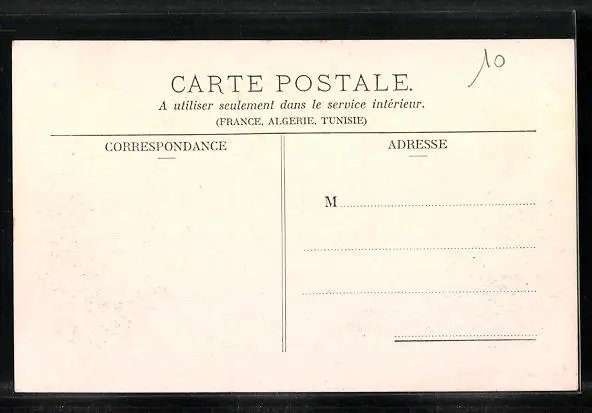 10
CARTE POSTALE.
A utiliser seulement dans le service intérieur.
(FRANCE, ALGERIE, TUNISIE)
CORRESPONDANCE
ADRESSE
M